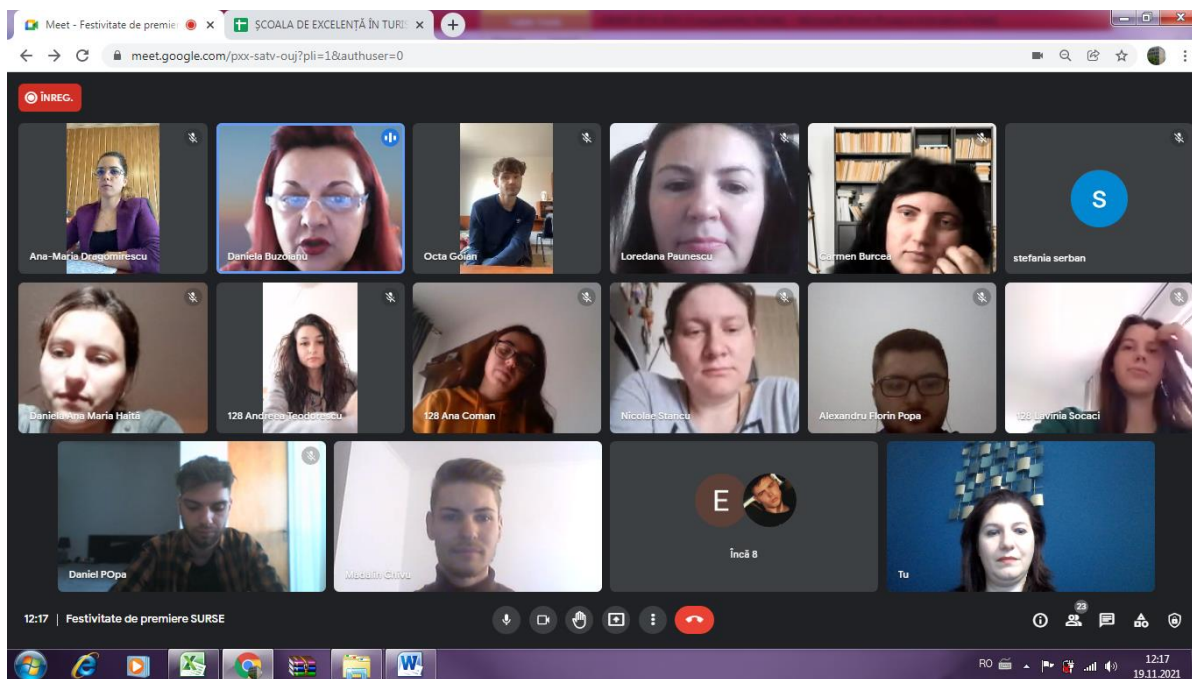 Meet - Festivitate de premier
ȘCOALA DE EXCELENȚĂ ÎN TURIS
meet.google.com/pxx-satv-ouj?pli=1&authuser=0
ÎNREG.
Ana-Maria Dragomirescu
Daniela Buzoianu
Octa Goian
Loredana Paunescu
Carmen Burcea
S
stefania serban
Daniela Ana Maria Haită
128 Andreea Teodorescu
128 Ana Coman
Nicolae Stancu
Alexandru Florin Popa
128 Lavinia Socaci
Daniel POpa
Madalin Chivu
E
Încă 8
Tu
12:17 | Festivitate de premiere SURSE
23
RO
12:17
19.11.2021